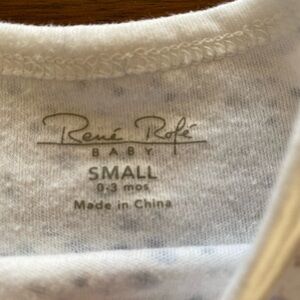 René Rofé
BABY
SMALL
0-3 mos
Made in China